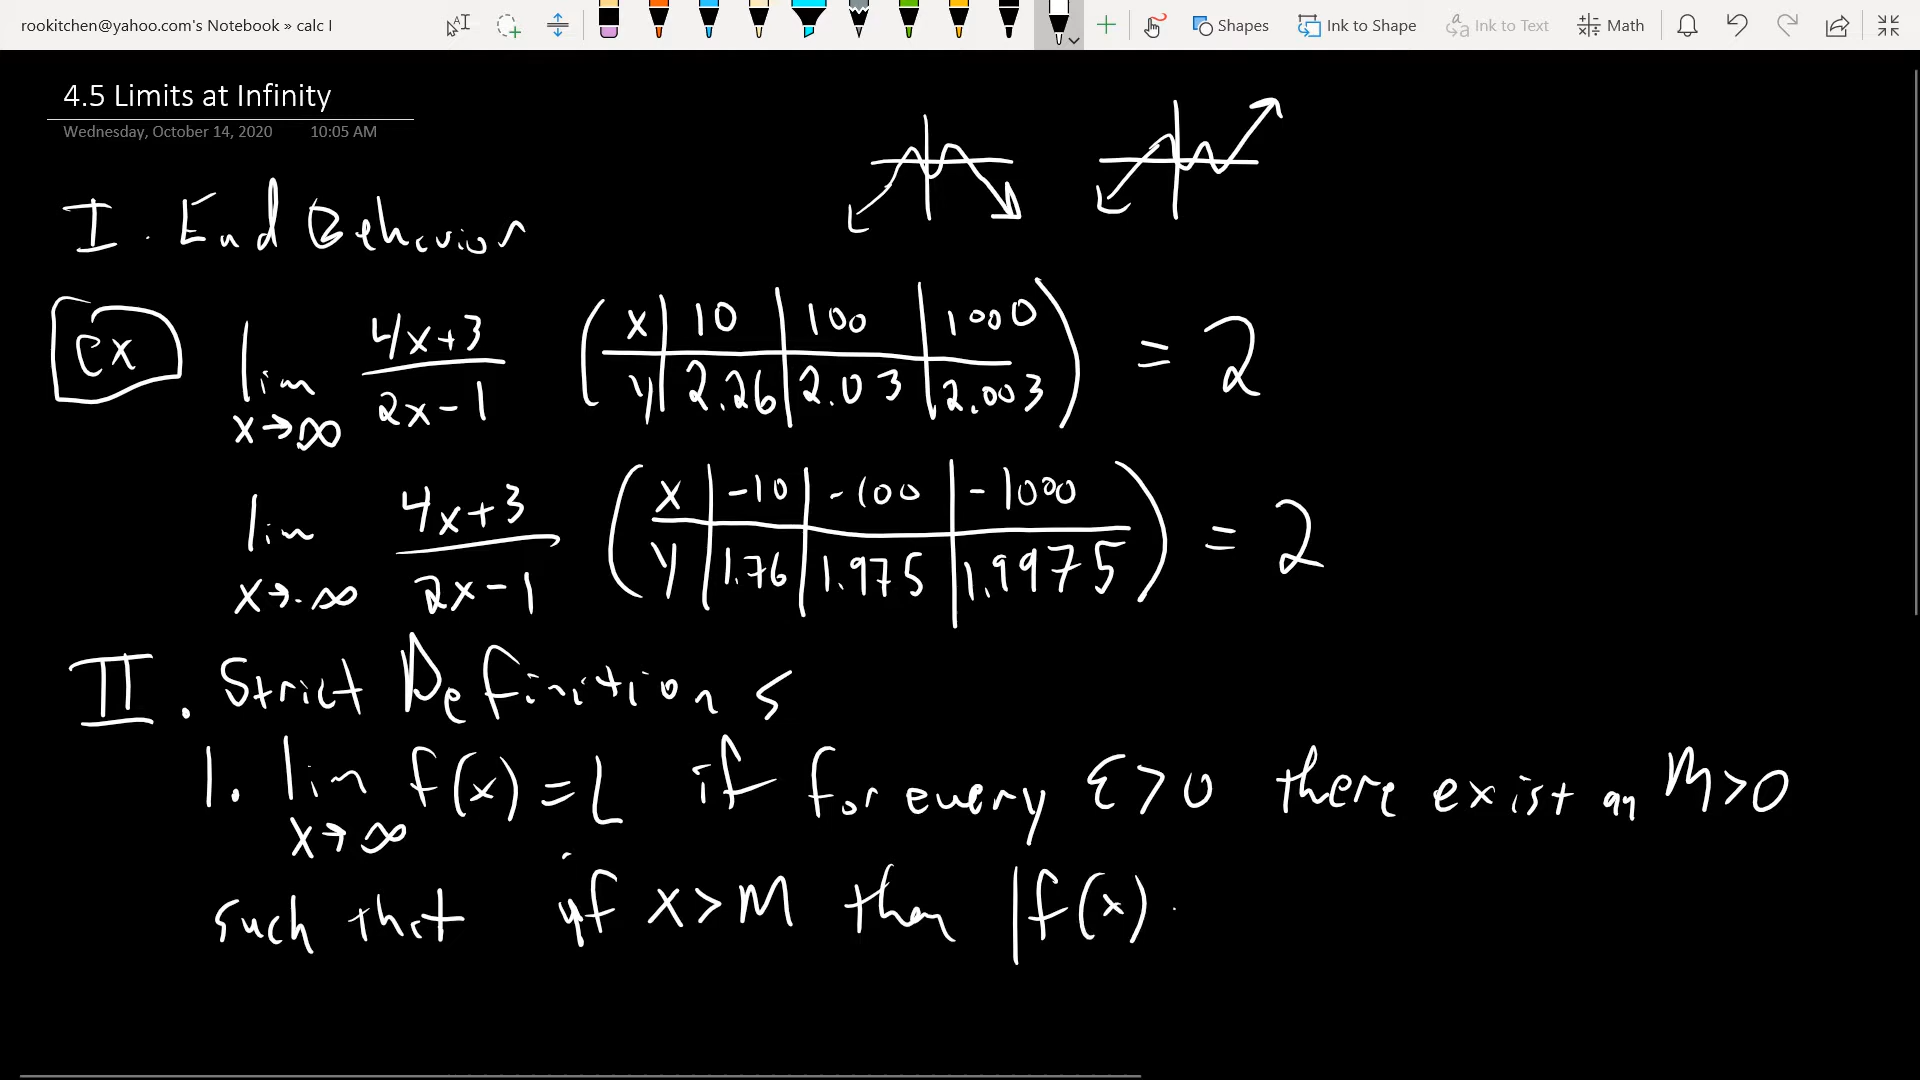 rookitchen@yahoo.com's Notebook » calc I
Shapes
Ink to Shape
Ink to Text
Math
4.5 Limits at Infinity
Wednesday, October 14, 2020 10:05 AM
I. End Behavior
ex lim x→∞ (4x+3)/(2x-1) ( x | 10 | 100 | 1000 = 2
y | 2.26 | 2.03 | 2.003 )
lim x→-∞ (4x+3)/(2x-1) ( x | -10 | -100 | -1000 = 2
y | 1.76 | 1.975 | 1.9975 )
II. Strict Definitions
1. lim x→∞ f(x) = L if for every ε>0 there exist an M>0
such that if x>M then |f(x)